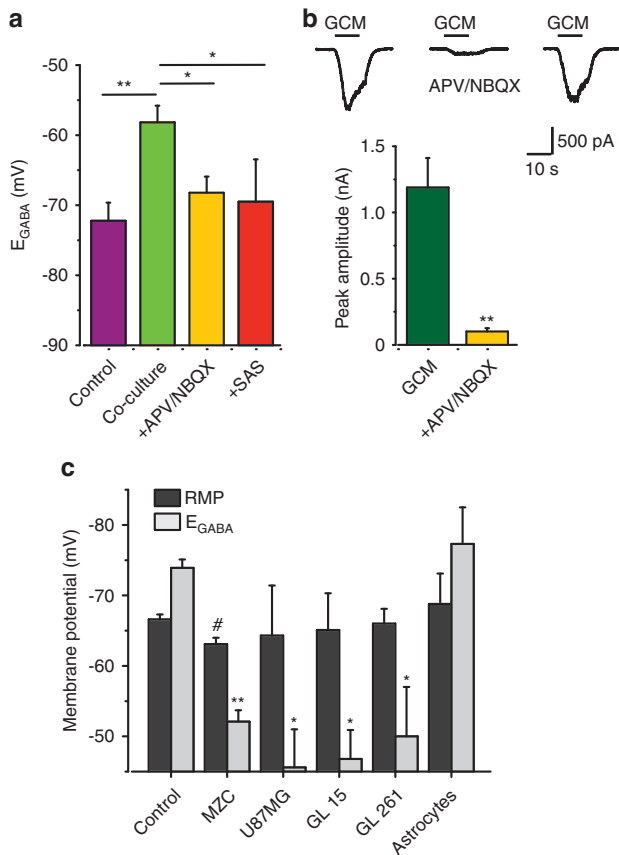 a
E_GABA (mV)
-50
-60
-70
-80
-90
**
*
*
Control
Co-culture
+APV/NBQX
+SAS
b
GCM
GCM
GCM
APV/NBQX
500 pA
10 s
Peak amplitude (nA)
1.5
1.0
0.5
0
**
GCM
+APV/NBQX
c
RMP
E_GABA
Membrane potential (mV)
-80
-70
-60
-50
#
**
*
*
*
Control
MZC
U87MG
GL 15
GL 261
Astrocytes